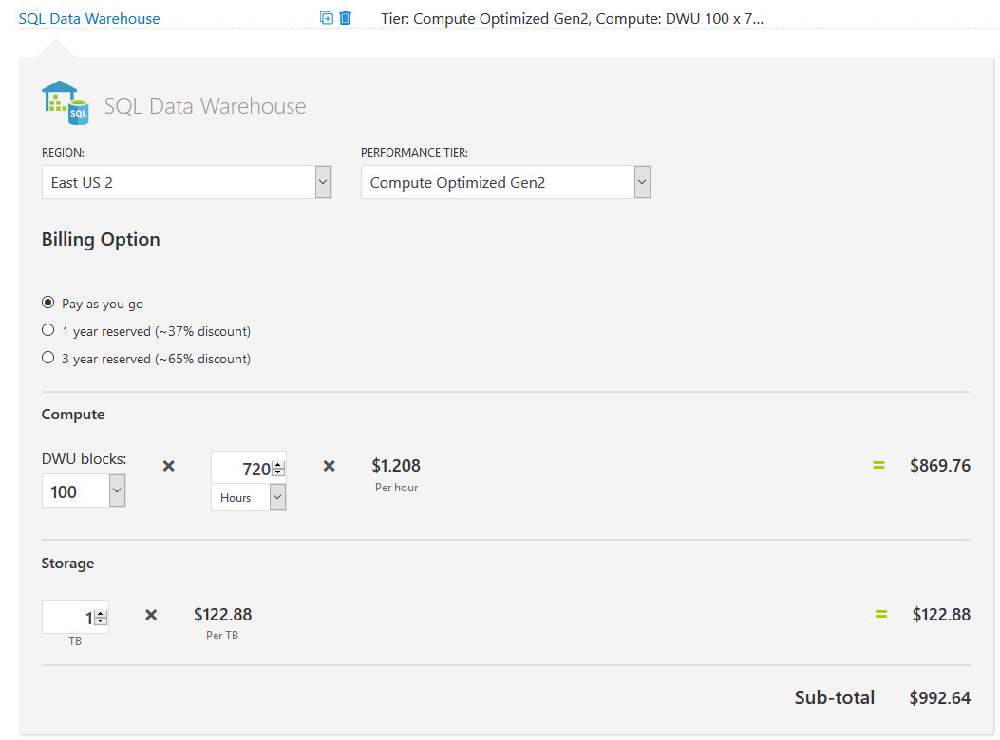 SQL Data Warehouse Tier: Compute Optimized Gen2, Compute: DWU 100 x 7...
SQL
SQL Data Warehouse
REGION: PERFORMANCE TIER:
East US 2 Compute Optimized Gen2
Billing Option
Pay as you go
1 year reserved (~37% discount)
3 year reserved (~65% discount)
Compute
DWU blocks:
100 × 720 Hours × $1.208 = $869.76
Per hour
Storage
1 × $122.88 = $122.88
TB Per TB
Sub-total $992.64